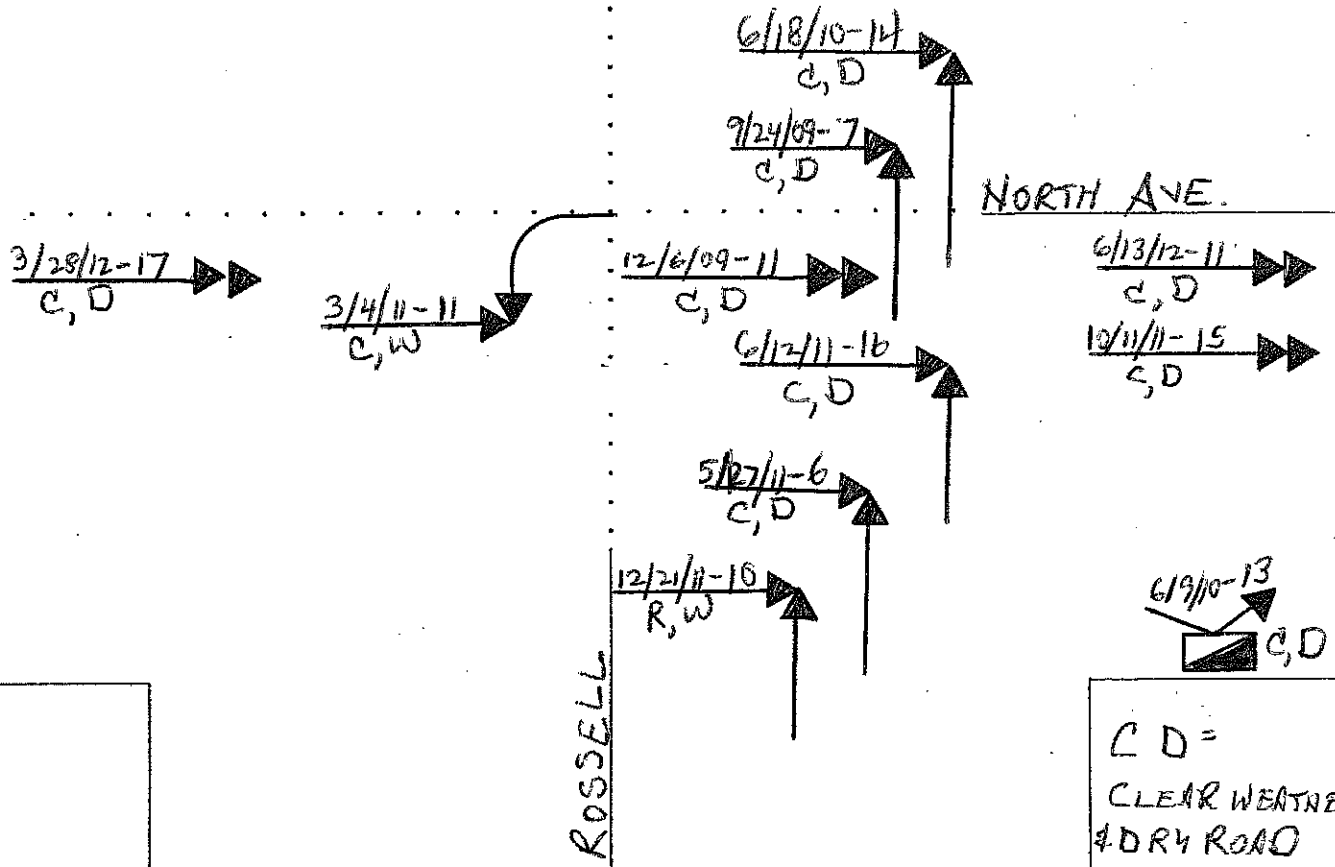 6/18/10-14
C, D
9/24/09-7
C, D
NORTH AVE.
3/28/12-17
C, D
3/4/11-11
C, W
12/6/09-11
C, D
6/13/12-11
C, D
6/12/11-16
C, D
10/11/11-15
C, D
5/27/11-6
C, D
12/21/11-18
R, W
6/9/10-13
C, D
ROSSELL
C D =
CLEAR WEATHE
& DRY ROAD